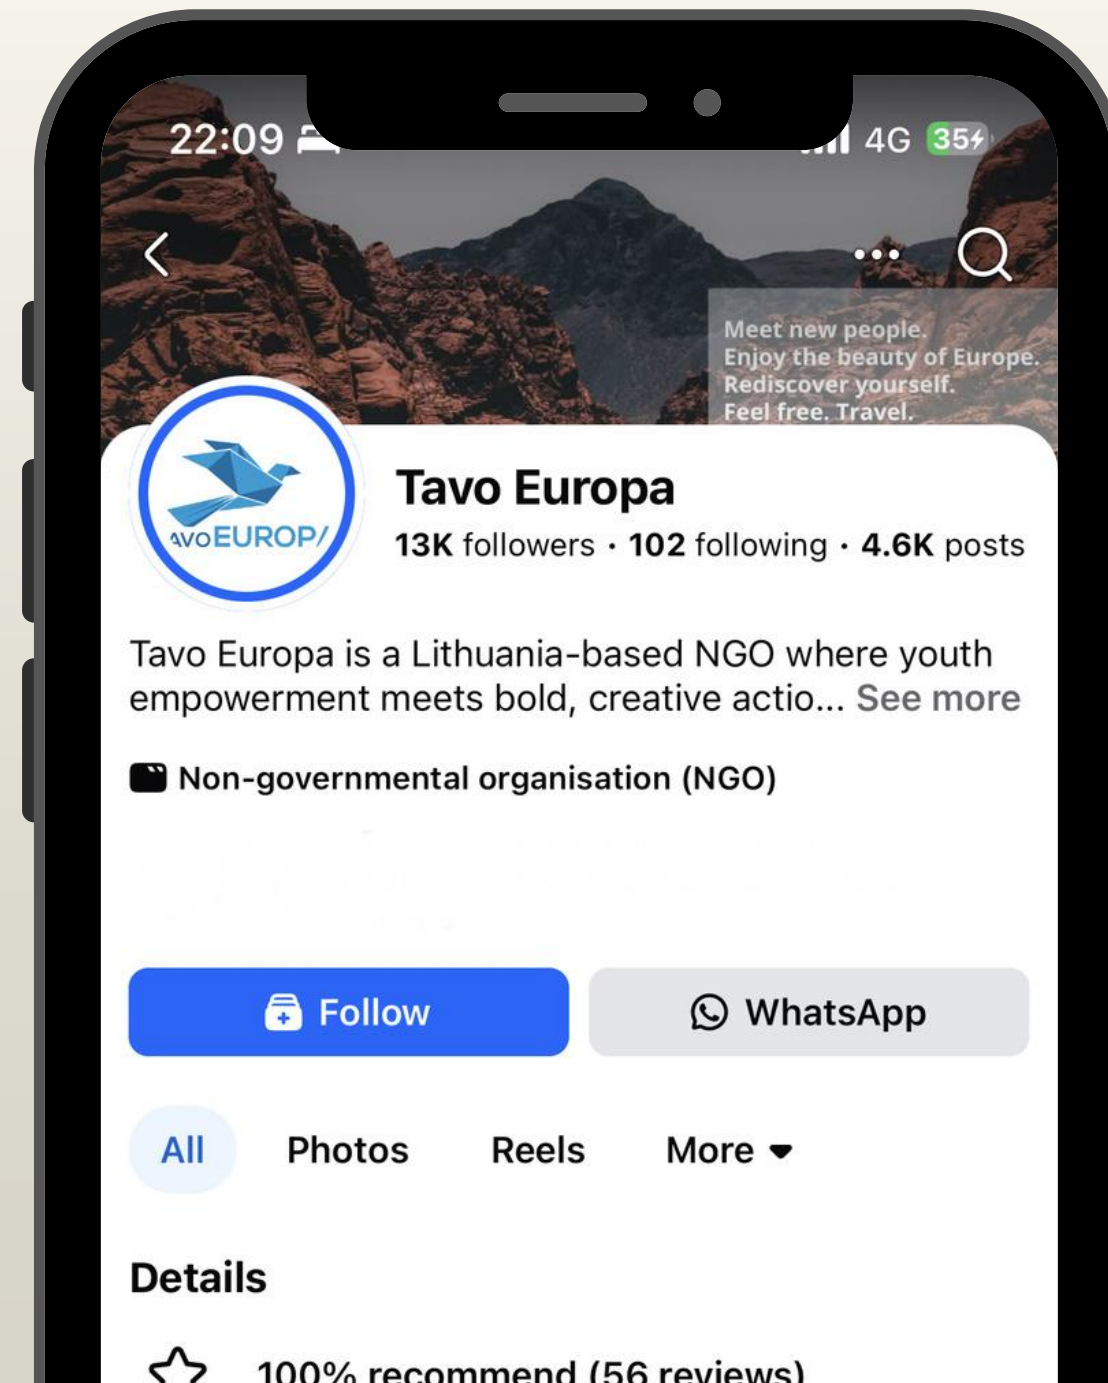 22:09
4G 35
Meet new people.
Enjoy the beauty of Europe.
Rediscover yourself.
Feel free. Travel.
AVOEUROP
Tavo Europa
13K followers · 102 following · 4.6K posts
Tavo Europa is a Lithuania-based NGO where youth
empowerment meets bold, creative actio... See more
Non-governmental organisation (NGO)
Follow
WhatsApp
All Photos Reels More
Details
100% recommend (56 reviews)